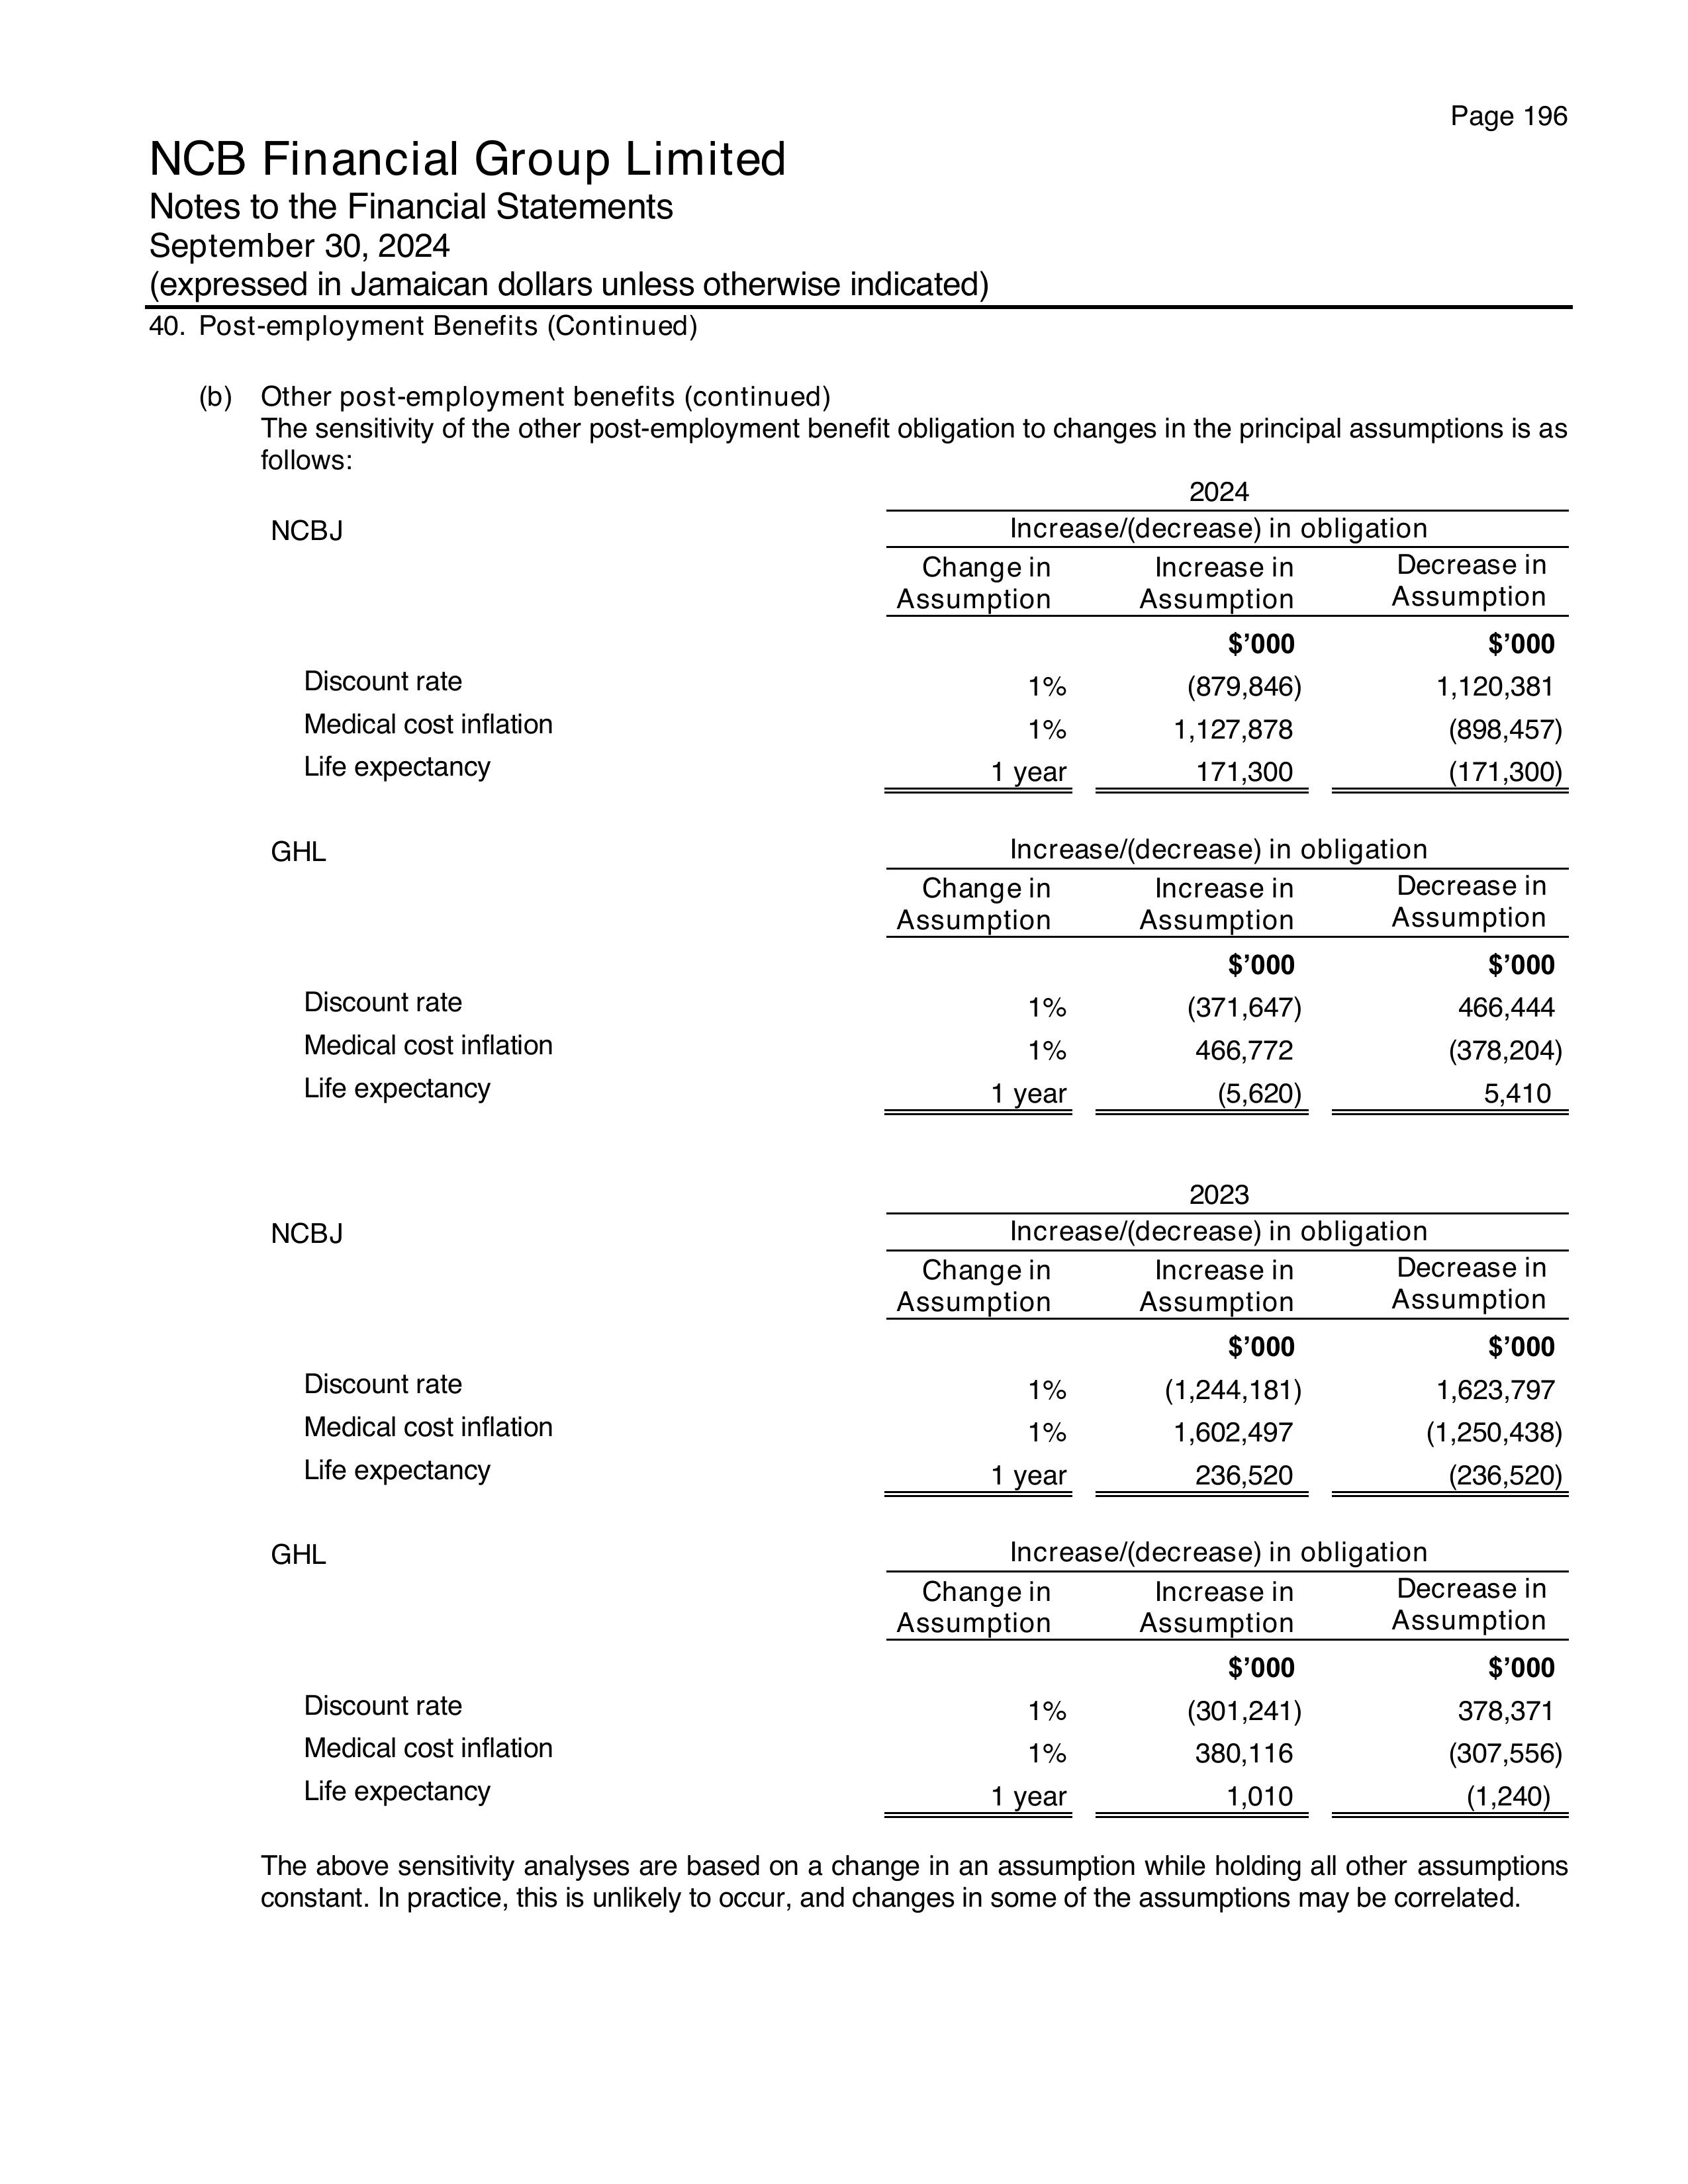 Page 196
NCB Financial Group Limited
Notes to the Financial Statements
September 30, 2024
(expressed in Jamaican dollars unless otherwise indicated)
40. Post-employment Benefits (Continued)
(b) Other post-employment benefits (continued)
The sensitivity of the other post-employment benefit obligation to changes in the principal assumptions is as
follows:
2024
NCBJ Increase/(decrease) in obligation
Change in Increase in Decrease in
Assumption Assumption Assumption
$’000 $’000
Discount rate 1% (879,846) 1,120,381
Medical cost inflation 1% 1,127,878 (898,457)
Life expectancy 1 year 171,300 (171,300)
GHL Increase/(decrease) in obligation
Change in Increase in Decrease in
Assumption Assumption Assumption
$’000 $’000
Discount rate 1% (371,647) 466,444
Medical cost inflation 1% 466,772 (378,204)
Life expectancy 1 year (5,620) 5,410
2023
NCBJ Increase/(decrease) in obligation
Change in Increase in Decrease in
Assumption Assumption Assumption
$’000 $’000
Discount rate 1% (1,244,181) 1,623,797
Medical cost inflation 1% 1,602,497 (1,250,438)
Life expectancy 1 year 236,520 (236,520)
GHL Increase/(decrease) in obligation
Change in Increase in Decrease in
Assumption Assumption Assumption
$’000 $’000
Discount rate 1% (301,241) 378,371
Medical cost inflation 1% 380,116 (307,556)
Life expectancy 1 year 1,010 (1,240)
The above sensitivity analyses are based on a change in an assumption while holding all other assumptions
constant. In practice, this is unlikely to occur, and changes in some of the assumptions may be correlated.